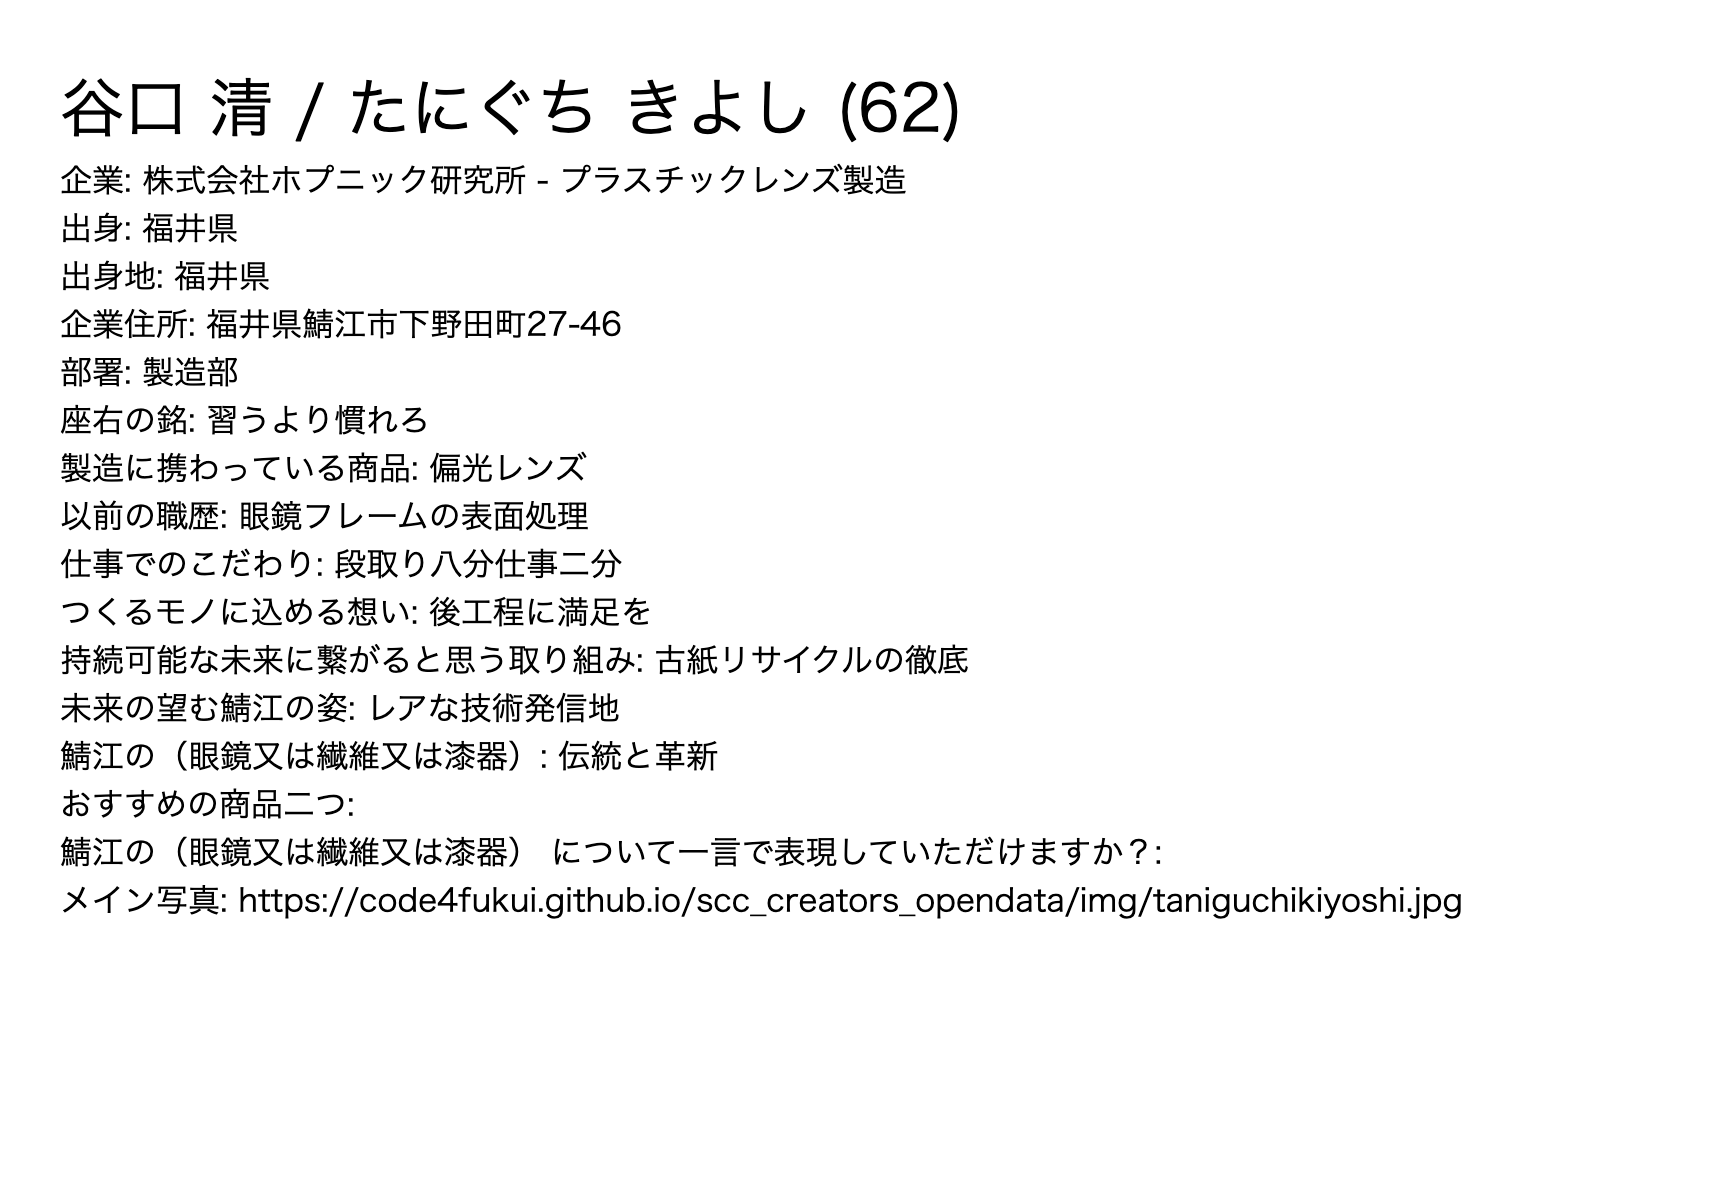 谷口 清 / たにぐち きよし (62)
企業: 株式会社ホプニック研究所 - プラスチックレンズ製造
出身: 福井県
出身地: 福井県
企業住所: 福井県鯖江市下野田町27-46
部署: 製造部
座右の銘: 習うより慣れろ
製造に携わっている商品: 偏光レンズ
以前の職歴: 眼鏡フレームの表面処理
仕事でのこだわり: 段取り八分仕事二分
つくるモノに込める想い: 後工程に満足を
持続可能な未来に繋がると思う取り組み: 古紙リサイクルの徹底
未来の望む鯖江の姿: レアな技術発信地
鯖江の（眼鏡又は繊維又は漆器）: 伝統と革新
おすすめの商品二つ:
鯖江の（眼鏡又は繊維又は漆器） について一言で表現していただけますか？:
メイン写真: https://code4fukui.github.io/scc_creators_opendata/img/taniguchikiyoshi.jpg